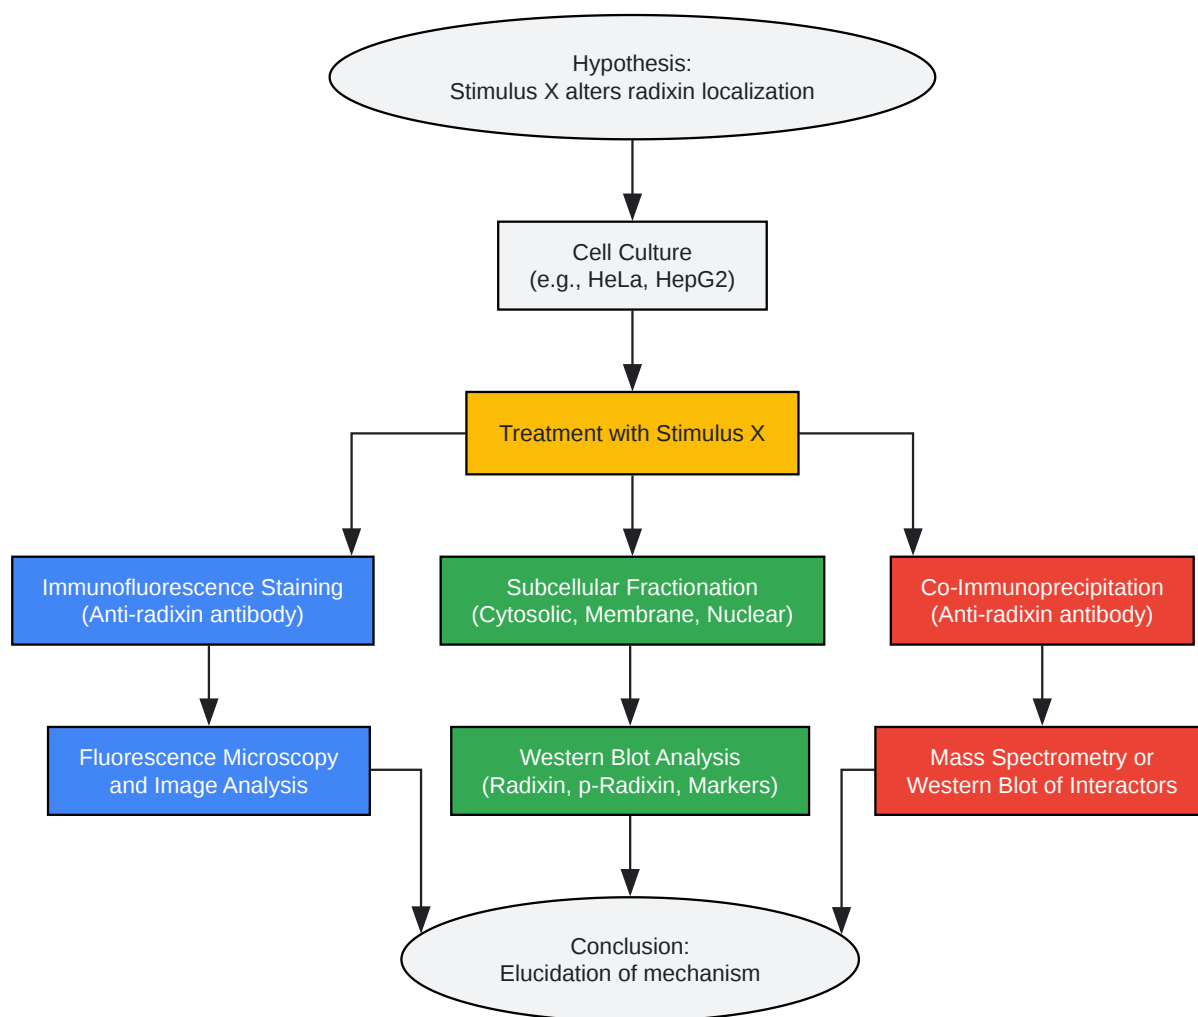 Hypothesis:
Stimulus X alters radixin localization
Cell Culture
(e.g., HeLa, HepG2)
Treatment with Stimulus X
Immunofluorescence Staining
(Anti-radixin antibody)
Subcellular Fractionation
(Cytosolic, Membrane, Nuclear)
Co-Immunoprecipitation
(Anti-radixin antibody)
Fluorescence Microscopy
and Image Analysis
Western Blot Analysis
(Radixin, p-Radixin, Markers)
Mass Spectrometry or
Western Blot of Interactors
Conclusion:
Elucidation of mechanism